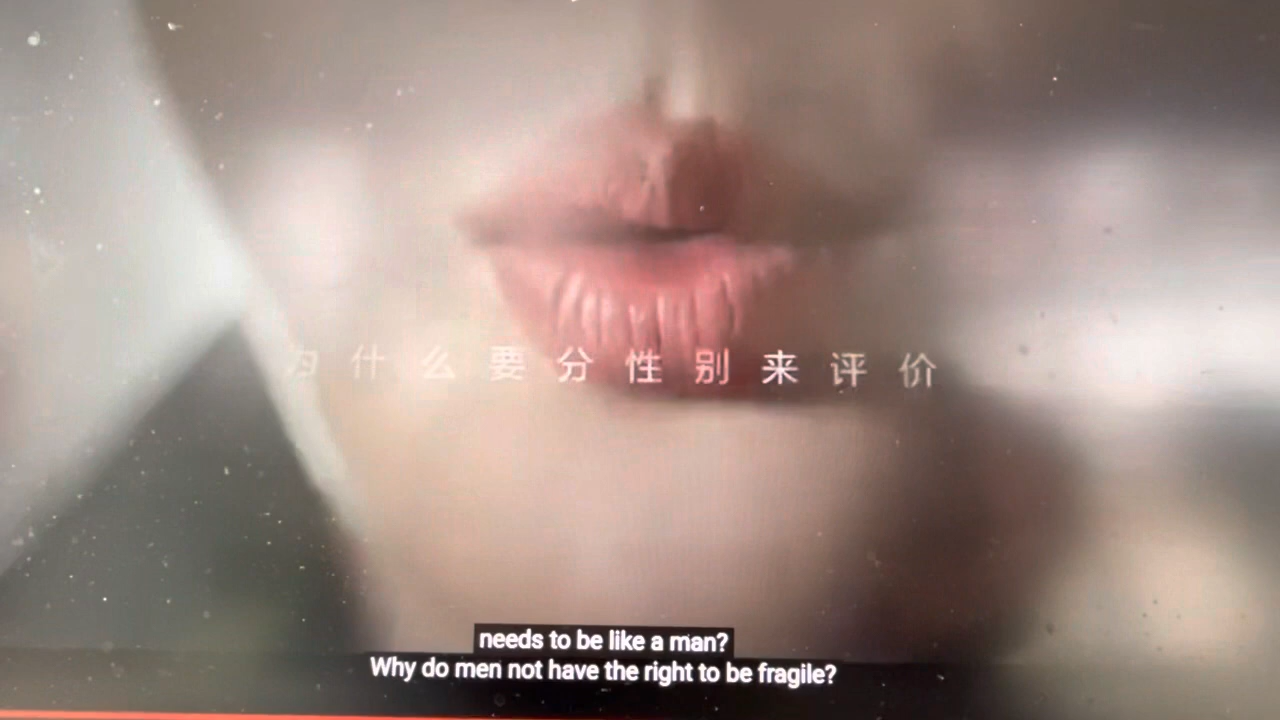 为什么要分性别来评价
needs to be like a man?
Why do men not have the right to be fragile?